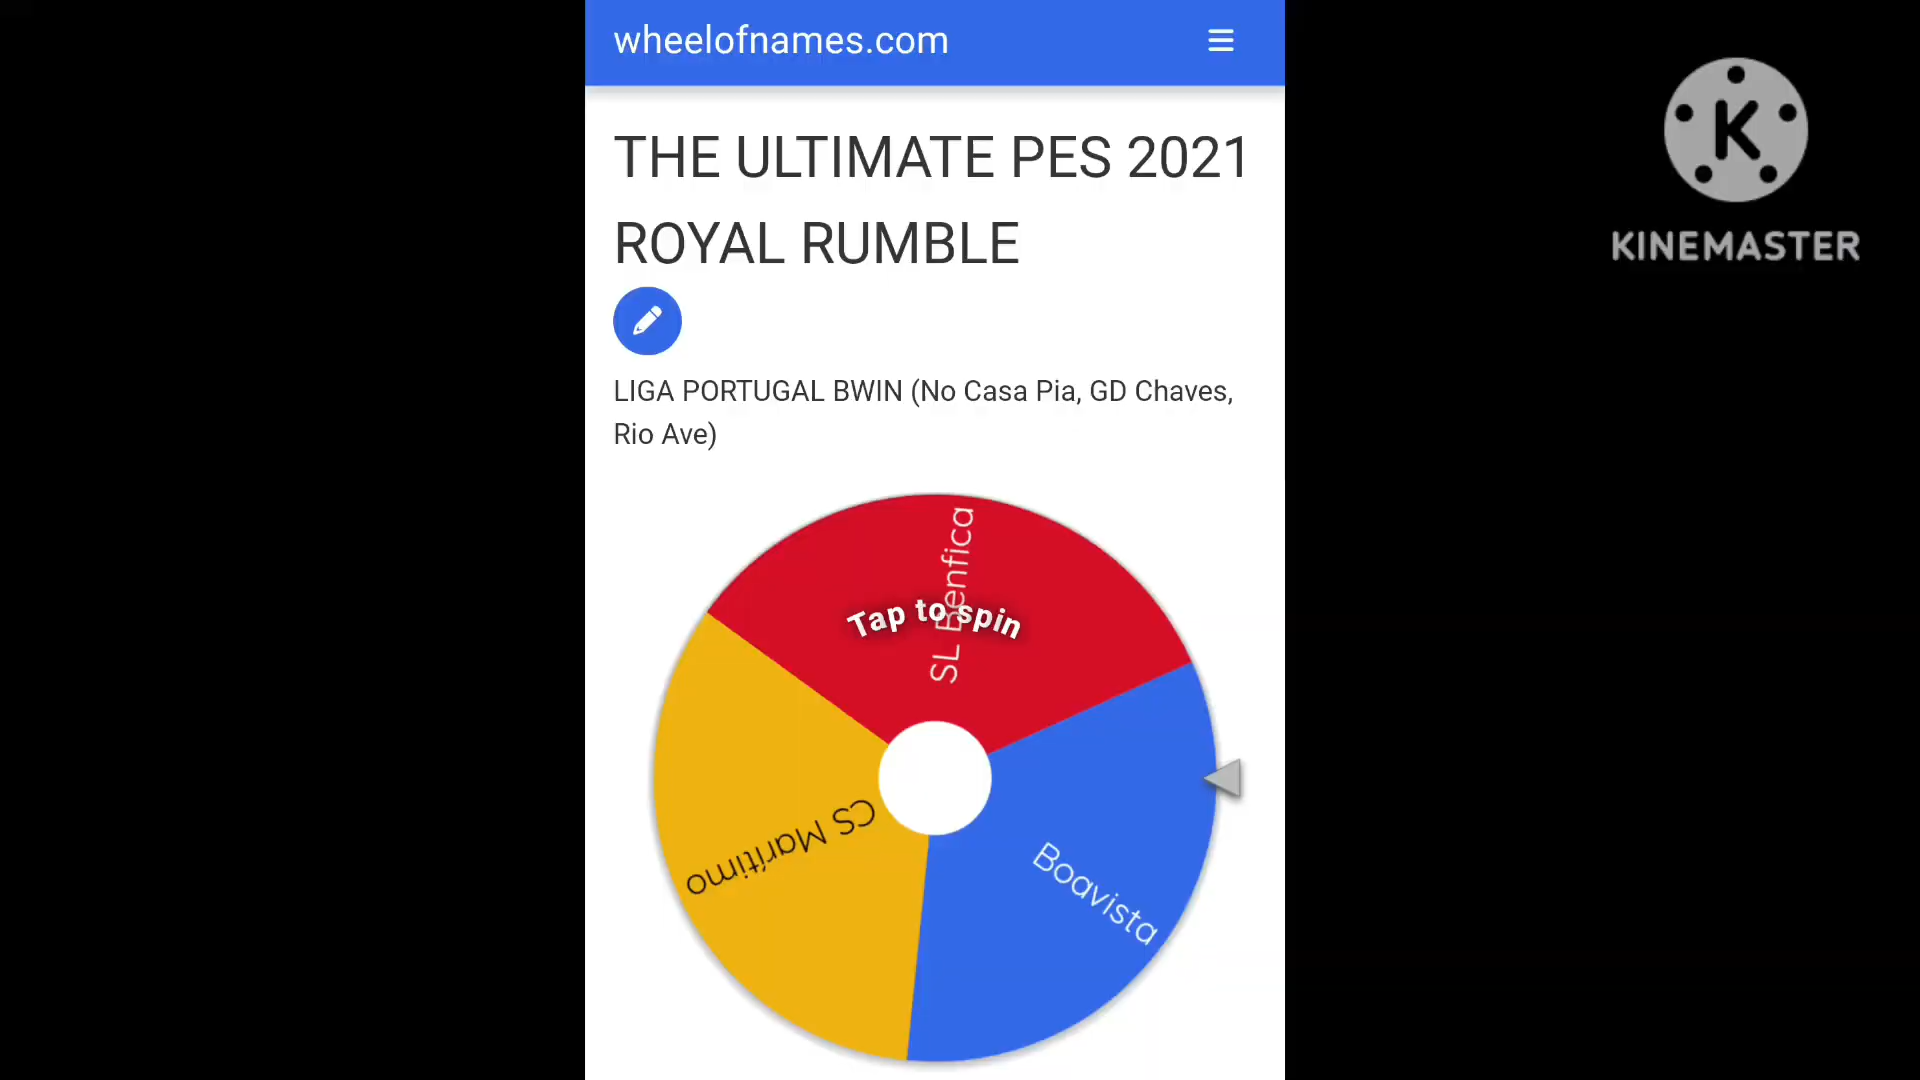 wheelofnames.com
THE ULTIMATE PES 2021
ROYAL RUMBLE
LIGA PORTUGAL BWIN (No Casa Pia, GD Chaves,
Rio Ave)
SL Benfica
Tap to spin
CS Marítimo
Boavista
K
KINEMASTER